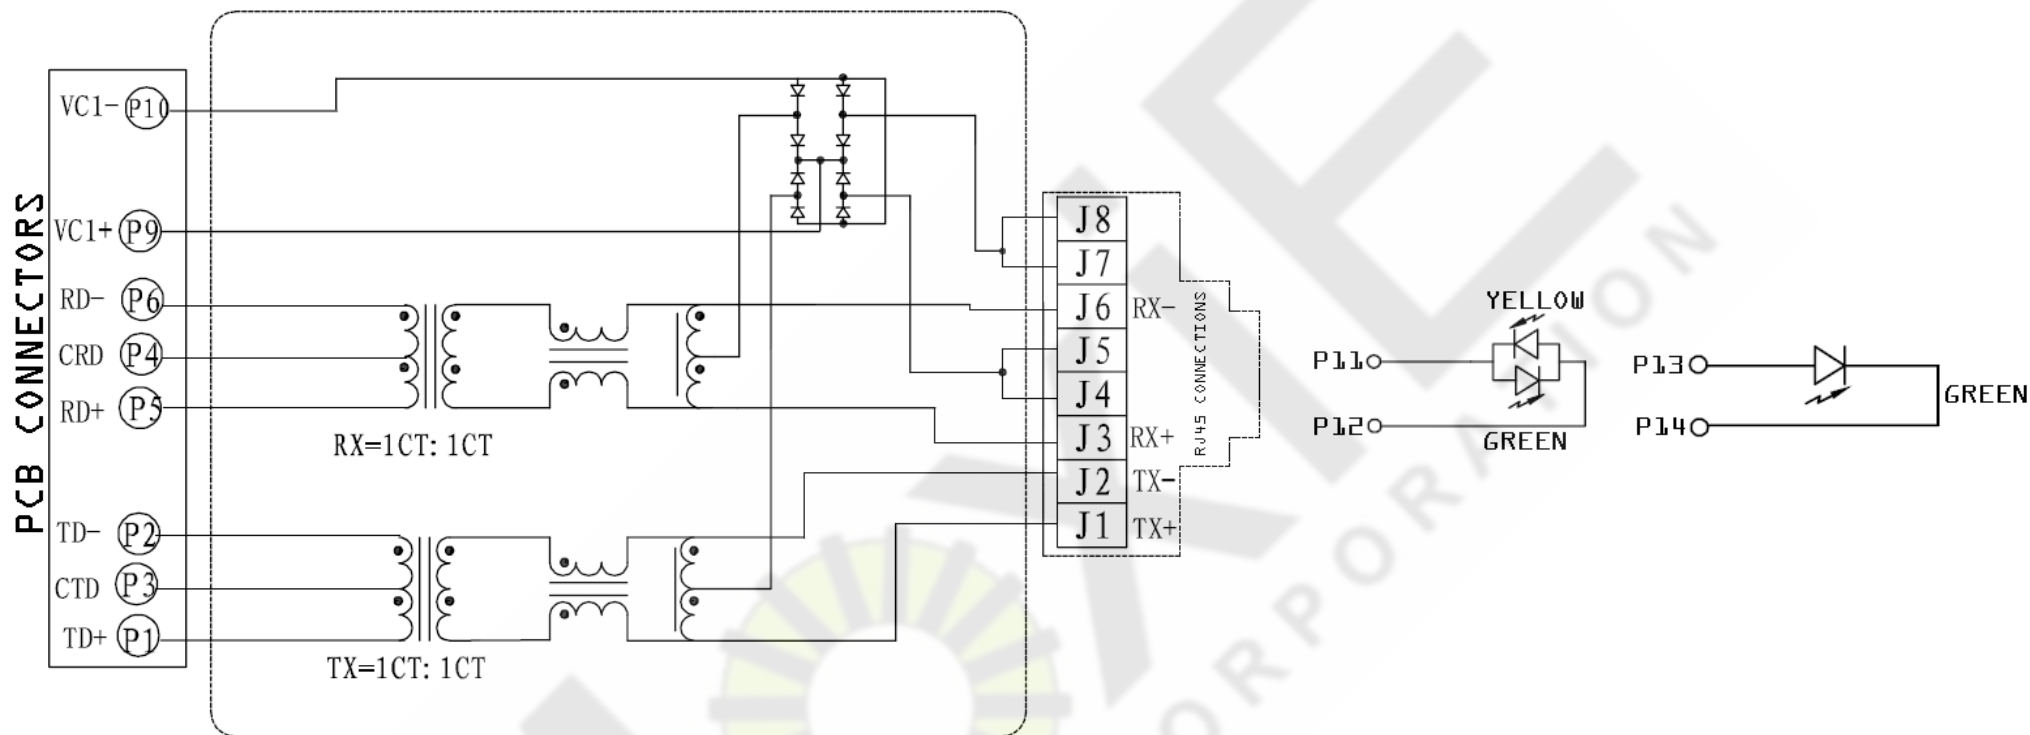 PCB CONNECTORS
VC1- P10
VC1+ P9
RD- P6
CRD P4
RD+ P5
RX=1CT: 1CT
TD- P2
CTD P3
TD+ P1
TX=1CT: 1CT
J8
J7
J6 RX-
J5
J4
J3 RX+
J2 TX-
J1 TX+
RJ45 CONNECTIONS
YELLOW
P11
P12
GREEN
P13
P14
GREEN
CORPORATION